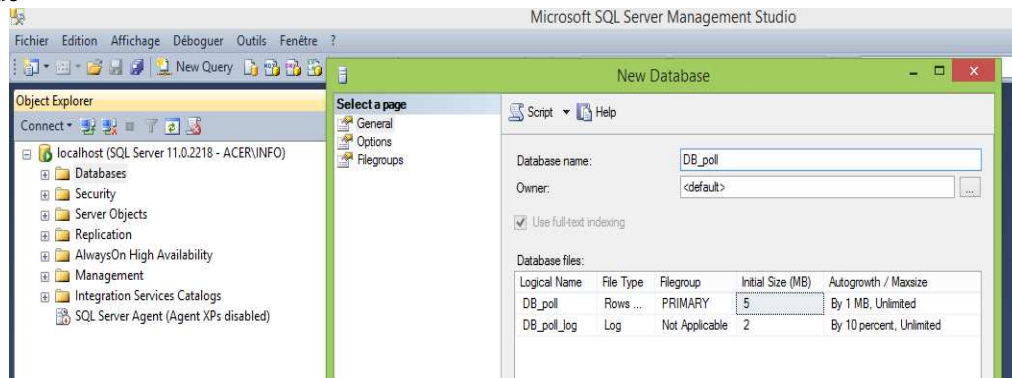 Microsoft SQL Server Management Studio
Fichier Edition Affichage Déboguer Outils Fenêtre ?
New Query
New Database
Object Explorer
Connect
localhost (SQL Server 11.0.2218 - ACER\INFO)
Databases
Security
Server Objects
Replication
AlwaysOn High Availability
Management
Integration Services Catalogs
SQL Server Agent (Agent XPs disabled)
Select a page
General
Options
Filegroups
Script Help
Database name: DB_poll
Owner: <default> ...
Use full-text indexing
Database files:
Logical Name File Type Filegroup Initial Size (MB) Autogrowth / Maxsize
DB_poll Rows ... PRIMARY 5 By 1 MB, Unlimited
DB_poll_log Log Not Applicable 2 By 10 percent, Unlimited